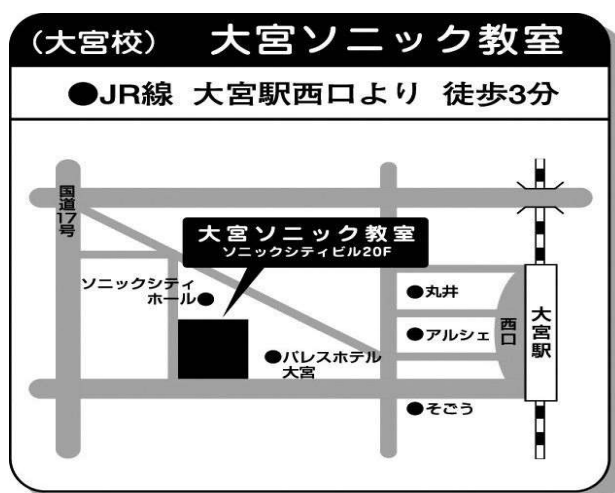 （大宮校） 大宮ソニック教室
●JR線 大宮駅西口より 徒歩3分
国道17号
大宮ソニック教室
ソニックシティビル20F
ソニックシティ
ホール●
●丸井
●アルシェ
西口
大宮駅
●パレスホテル
大宮
●そごう